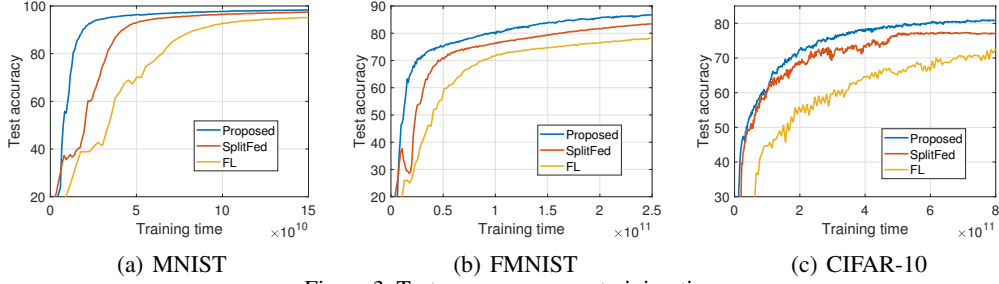 Test accuracy
100
80
60
40
20
Proposed
SplitFed
FL
0
5
10
15
Training time
×10^10
(a) MNIST
Test accuracy
90
80
70
60
50
40
30
20
Proposed
SplitFed
FL
0
0.5
1
1.5
2
2.5
Training time
×10^11
(b) FMNIST
Test accuracy
80
70
60
50
40
30
Proposed
SplitFed
FL
0
2
4
6
8
Training time
×10^11
(c) CIFAR-10